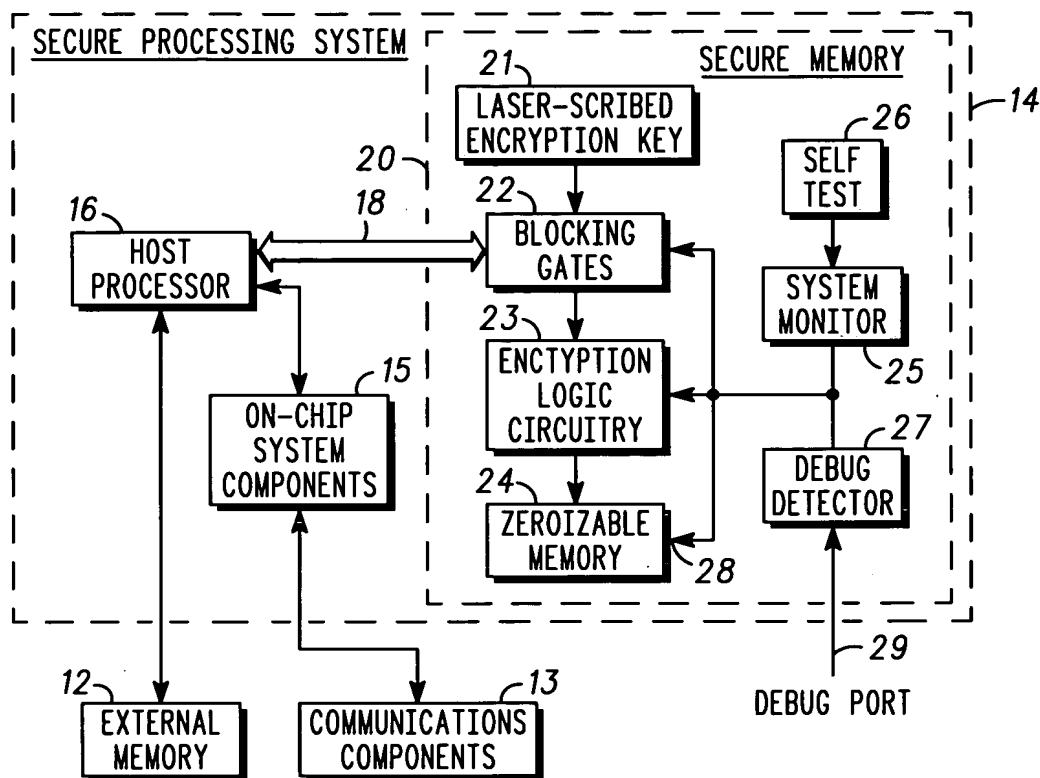 SECURE PROCESSING SYSTEM
SECURE MEMORY
14
21
LASER-SCRIBED
ENCRYPTION KEY
26
SELF
TEST
20
22
BLOCKING
GATES
16
HOST
PROCESSOR
18
SYSTEM
MONITOR
25
23
ENCTYPTION
LOGIC
CIRCUITRY
15
ON-CHIP
SYSTEM
COMPONENTS
27
DEBUG
DETECTOR
24
ZEROIZABLE
MEMORY
28
29
DEBUG PORT
12
EXTERNAL
MEMORY
13
COMMUNICATIONS
COMPONENTS